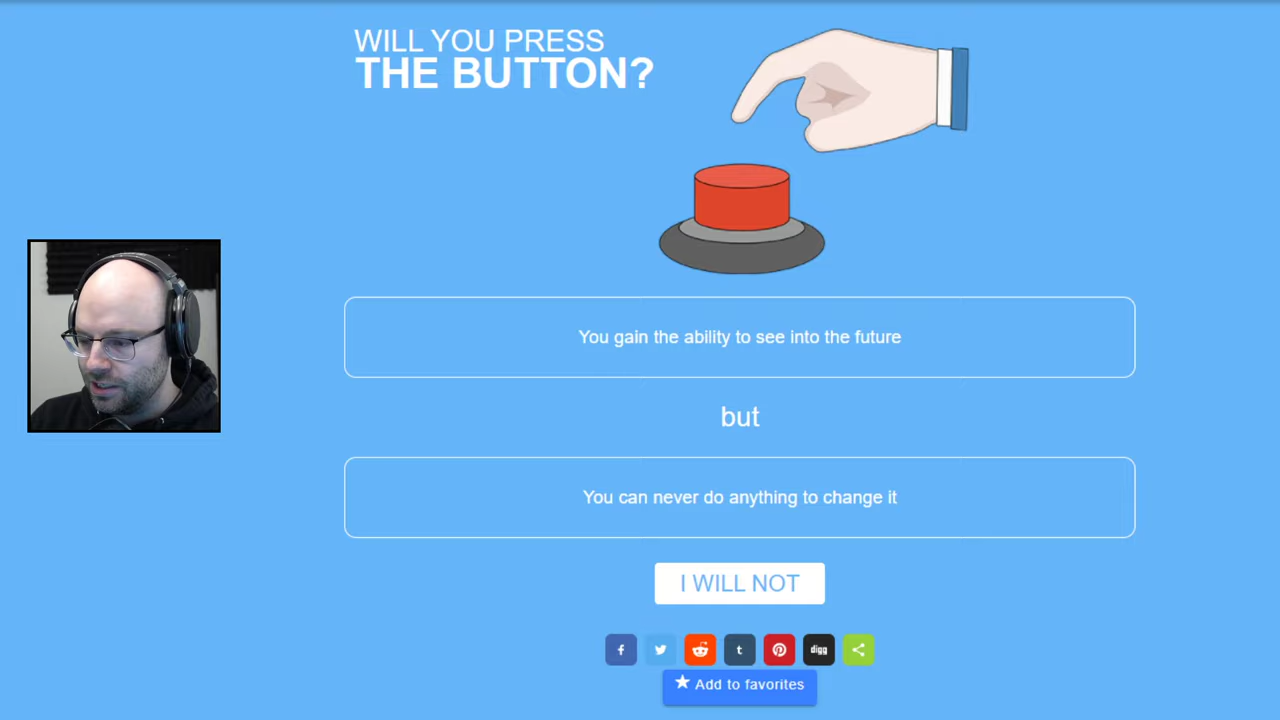 WILL YOU PRESS
THE BUTTON?
You gain the ability to see into the future
but
You can never do anything to change it
I WILL NOT
f
t
digg
Add to favorites